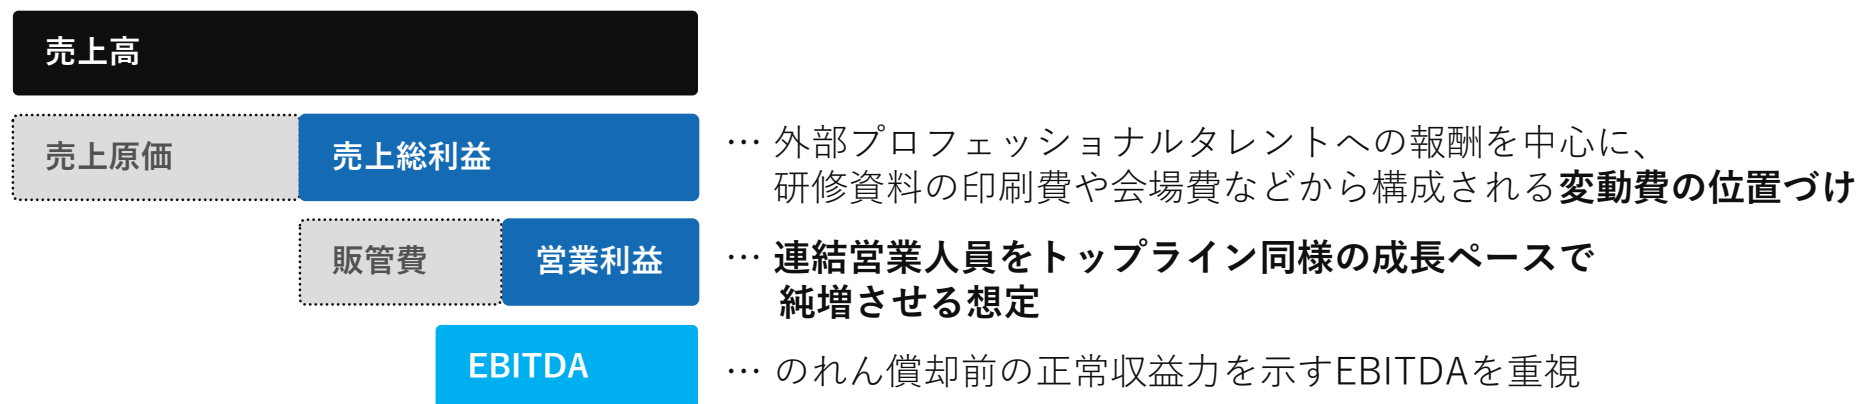 売上高
売上原価
売上総利益
… 外部プロフェッショナルタレントへの報酬を中心に、
研修資料の印刷費や会場費などから構成される変動費の位置づけ
販管費
営業利益
… 連結営業人員をトップライン同様の成長ペースで
純増させる想定
EBITDA
… のれん償却前の正常収益力を示すEBITDAを重視